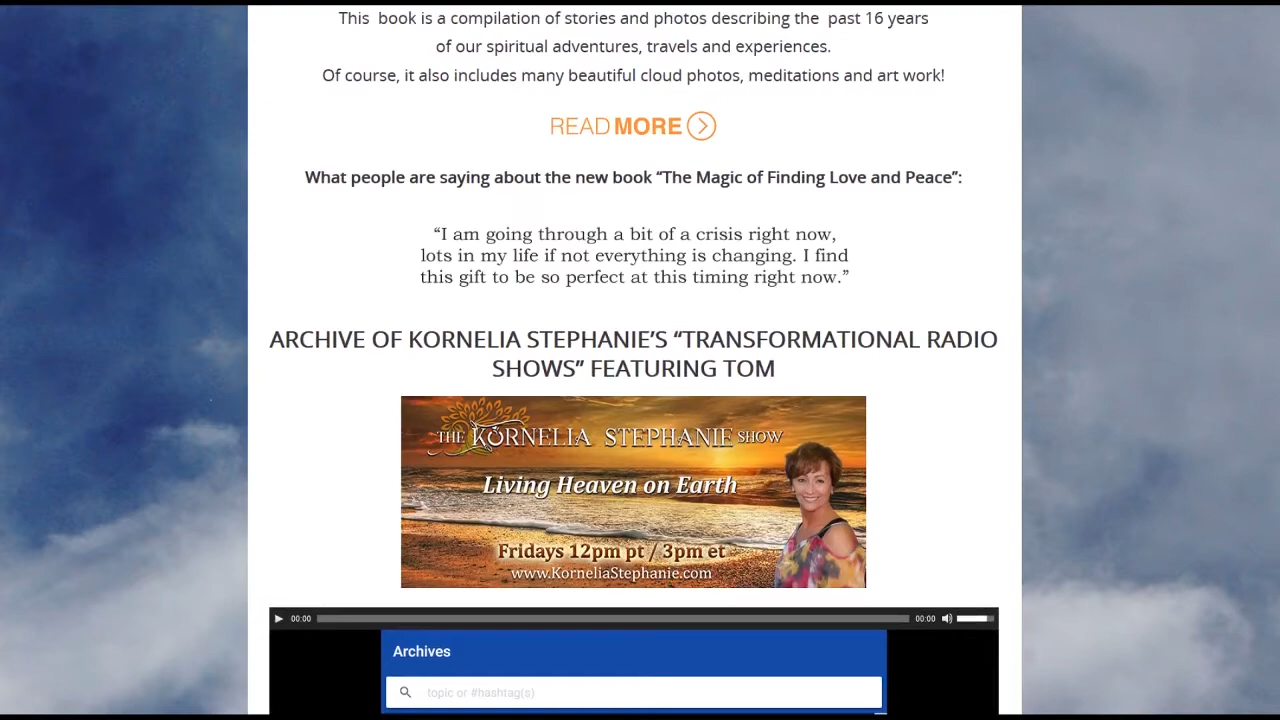 This  book is a compilation of stories and photos describing the  past 16 years
of our spiritual adventures, travels and experiences.
Of course, it also includes many beautiful cloud photos, meditations and art work!
READ MORE
What people are saying about the new book “The Magic of Finding Love and Peace”:
“I am going through a bit of a crisis right now,
lots in my life if not everything is changing. I find
this gift to be so perfect at this timing right now.”
ARCHIVE OF KORNELIA STEPHANIE’S “TRANSFORMATIONAL RADIO
SHOWS” FEATURING TOM
THE KORNELIA STEPHANIE SHOW
Living Heaven on Earth
Fridays 12pm pt / 3pm et
www.KorneliaStephanie.com
00:00 00:00
Archives
topic or #hashtag(s)